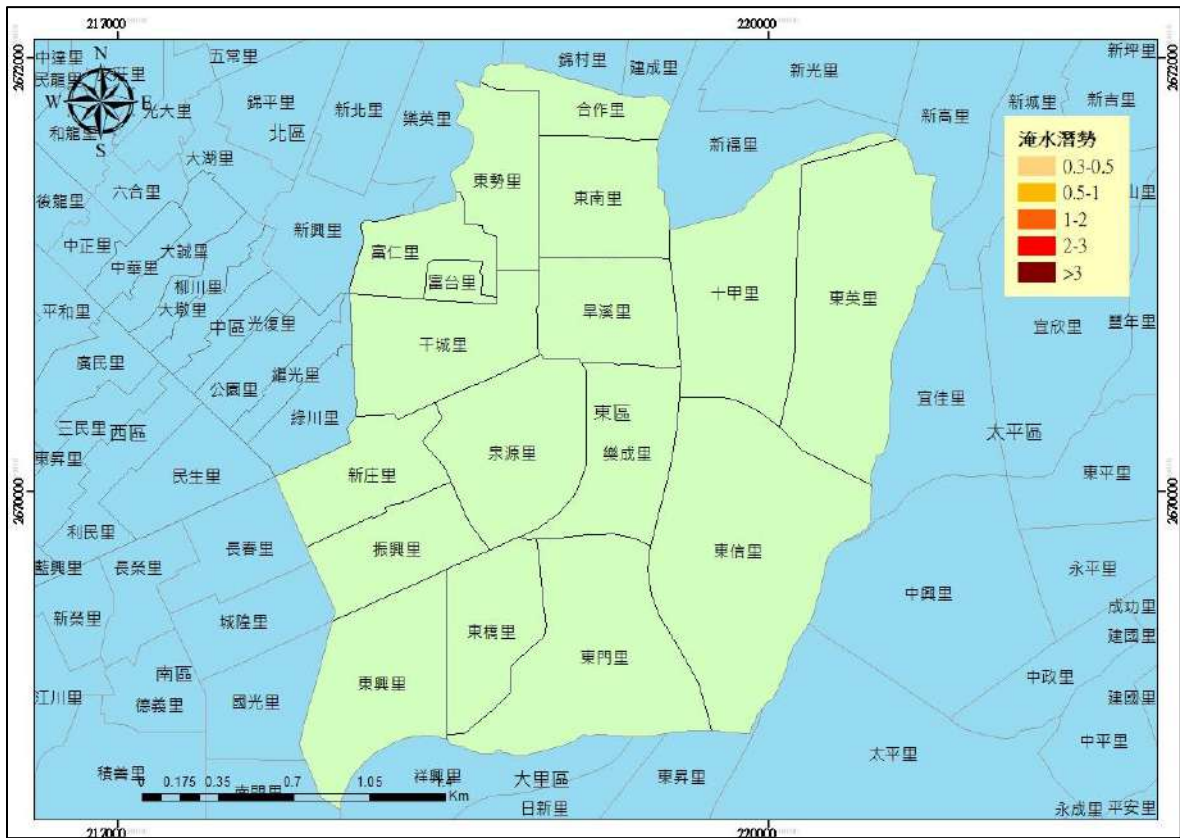 217000
220000
2672000
2672000
中達里
五常里
錦村里
建成里
新光里
新坪里
N
W
E
S
光大里
錦平里
新北里
樂英里
合作里
新高里
新城里
新吉里
和龍里
北區
新福里
淹水潛勢
0.3-0.5
0.5-1
1-2
2-3
>3
大湖里
東勢里
東南里
後龍里
六合里
中正里
大誠里
新興里
富仁里
中華里
柳川里
富台里
十甲里
東英里
平和里
大墩里
中區
光復里
旱溪里
宜欣里
豐年里
干城里
廣民里
繼光里
公園里
綠川里
宜佳里
東區
三民里
西區
泉源里
樂成里
太平區
東昇里
民生里
新庄里
東平里
2670000
2670000
利民里
長春里
振興里
東信里
藍興里
長榮里
永平里
中興里
成功里
新榮里
城隍里
東橋里
建國里
東門里
南區
東興里
中政里
江川里
德義里
國光里
建國里
中平里
太平里
積善里
祥興里
大里區
東昇里
南門里
日新里
永成里
平安里
0
0.175
0.35
0.7
1.05
1.4
Km
217000
220000